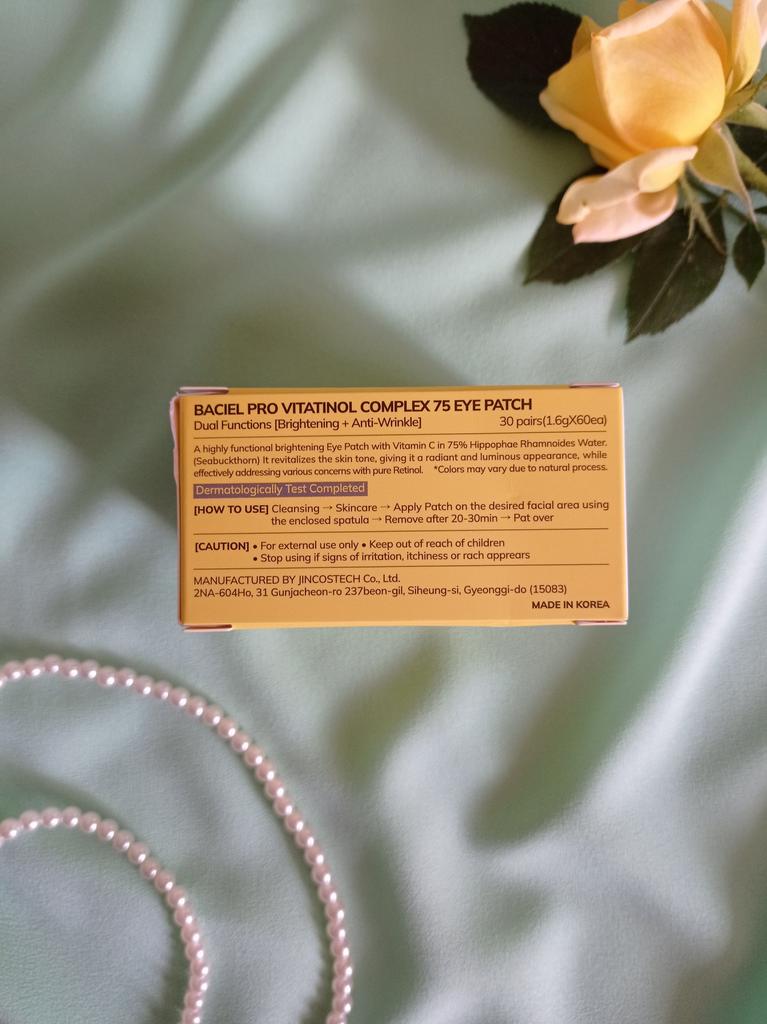 BACIEL PRO VITATINOL COMPLEX 75 EYE PATCH
Dual Functions [Brightening + Anti-Wrinkle] 30 pairs(1.6gX60ea)
A highly functional brightening Eye Patch with Vitamin C in 75% Hippophae Rhamnoides Water.
(Seabuckthorn) It revitalizes the skin tone, giving it a radiant and luminous appearance, while
effectively addressing various concerns with pure Retinol. *Colors may vary due to natural process.
Dermatologically Test Completed
[HOW TO USE] Cleansing → Skincare → Apply Patch on the desired facial area using
the enclosed spatula → Remove after 20-30min → Pat over
[CAUTION] • For external use only • Keep out of reach of children
• Stop using if signs of irritation, itchiness or rach apprears
MANUFACTURED BY JINCOSTECH Co., Ltd.
2NA-604Ho, 31 Gunjacheon-ro 237beon-gil, Siheung-si, Gyeonggi-do (15083)
MADE IN KOREA